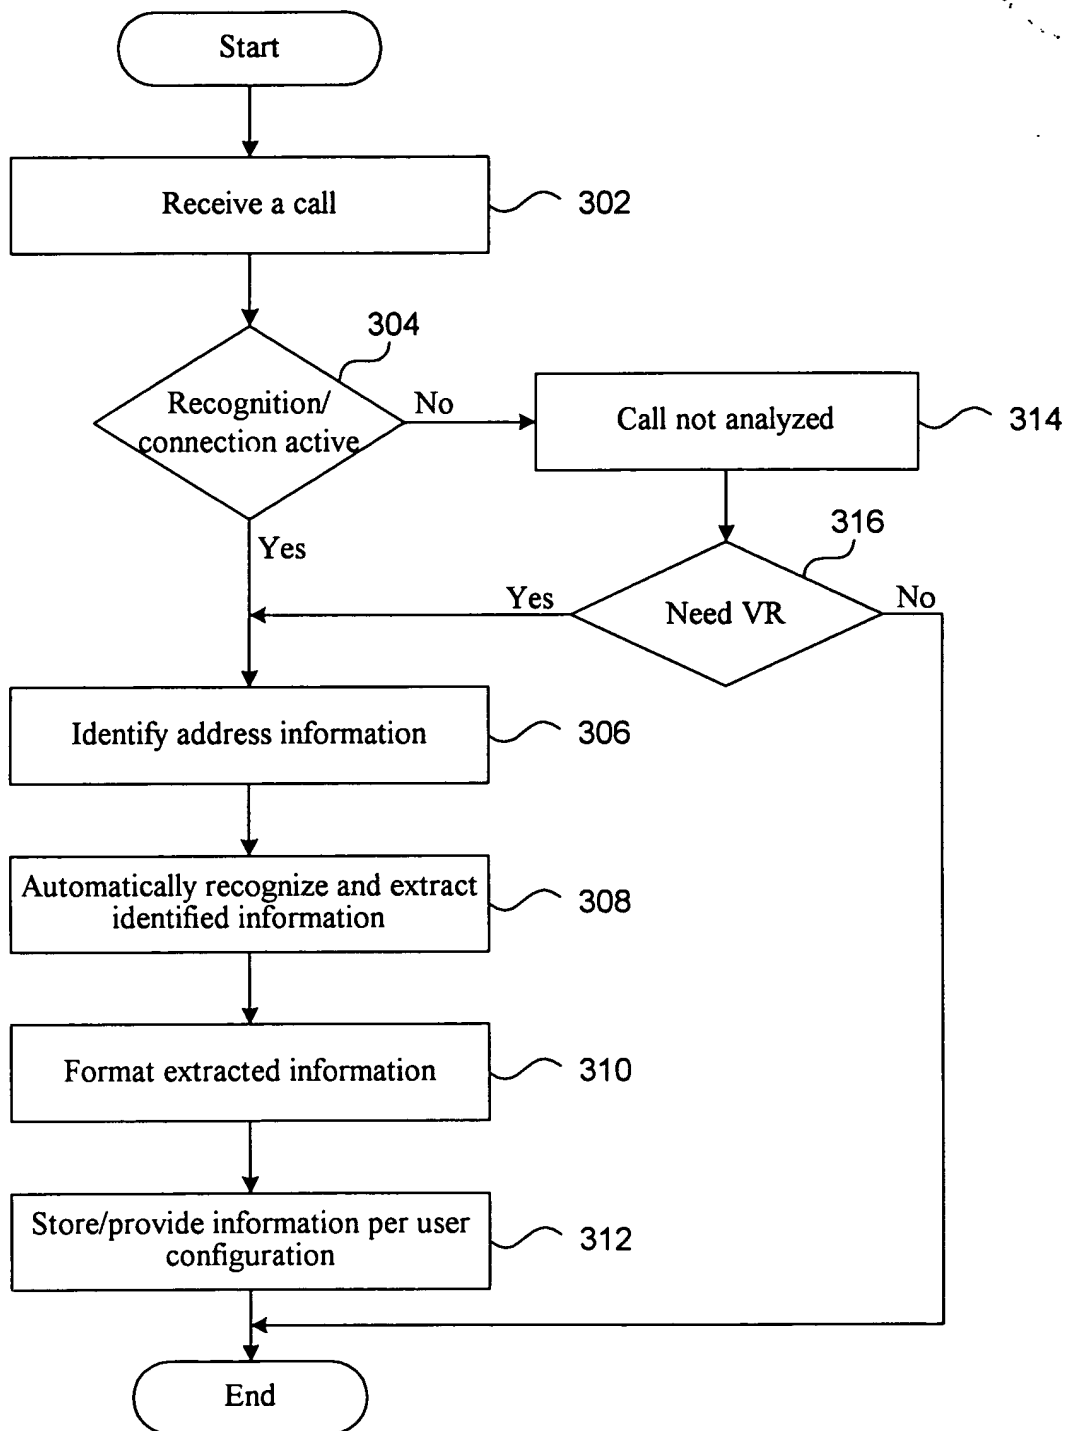 Start
Receive a call
302
304
Recognition/
connection active
No
Call not analyzed
314
Yes
316
Yes
Need VR
No
Identify address information
306
Automatically recognize and extract
identified information
308
Format extracted information
310
Store/provide information per user
configuration
312
End